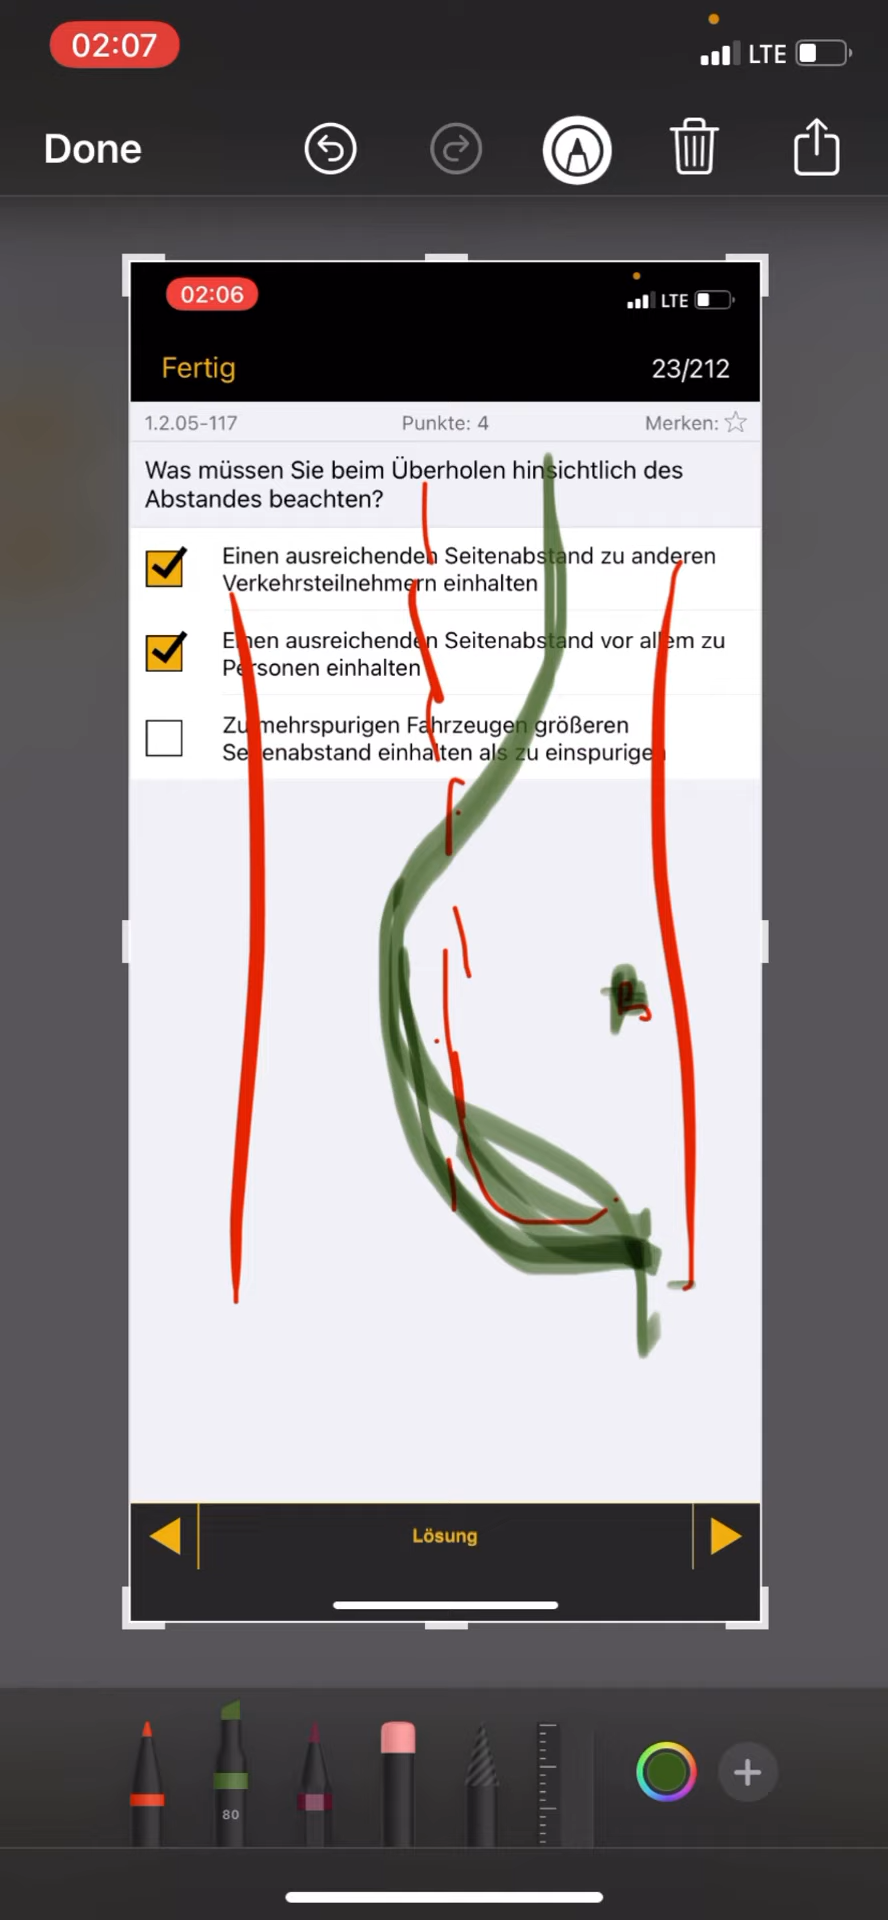 02:07
LTE
Done
02:06
LTE
Fertig
23/212
1.2.05-117
Punkte: 4
Merken:
Was müssen Sie beim Überholen hinsichtlich des
Abstandes beachten?
Einen ausreichenden Seitenabstand zu anderen
Verkehrsteilnehmern einhalten
Einen ausreichenden Seitenabstand vor allem zu
Personen einhalten
Zu mehrspurigen Fahrzeugen größeren
Seitenabstand einhalten als zu einspurigen
Lösung
80